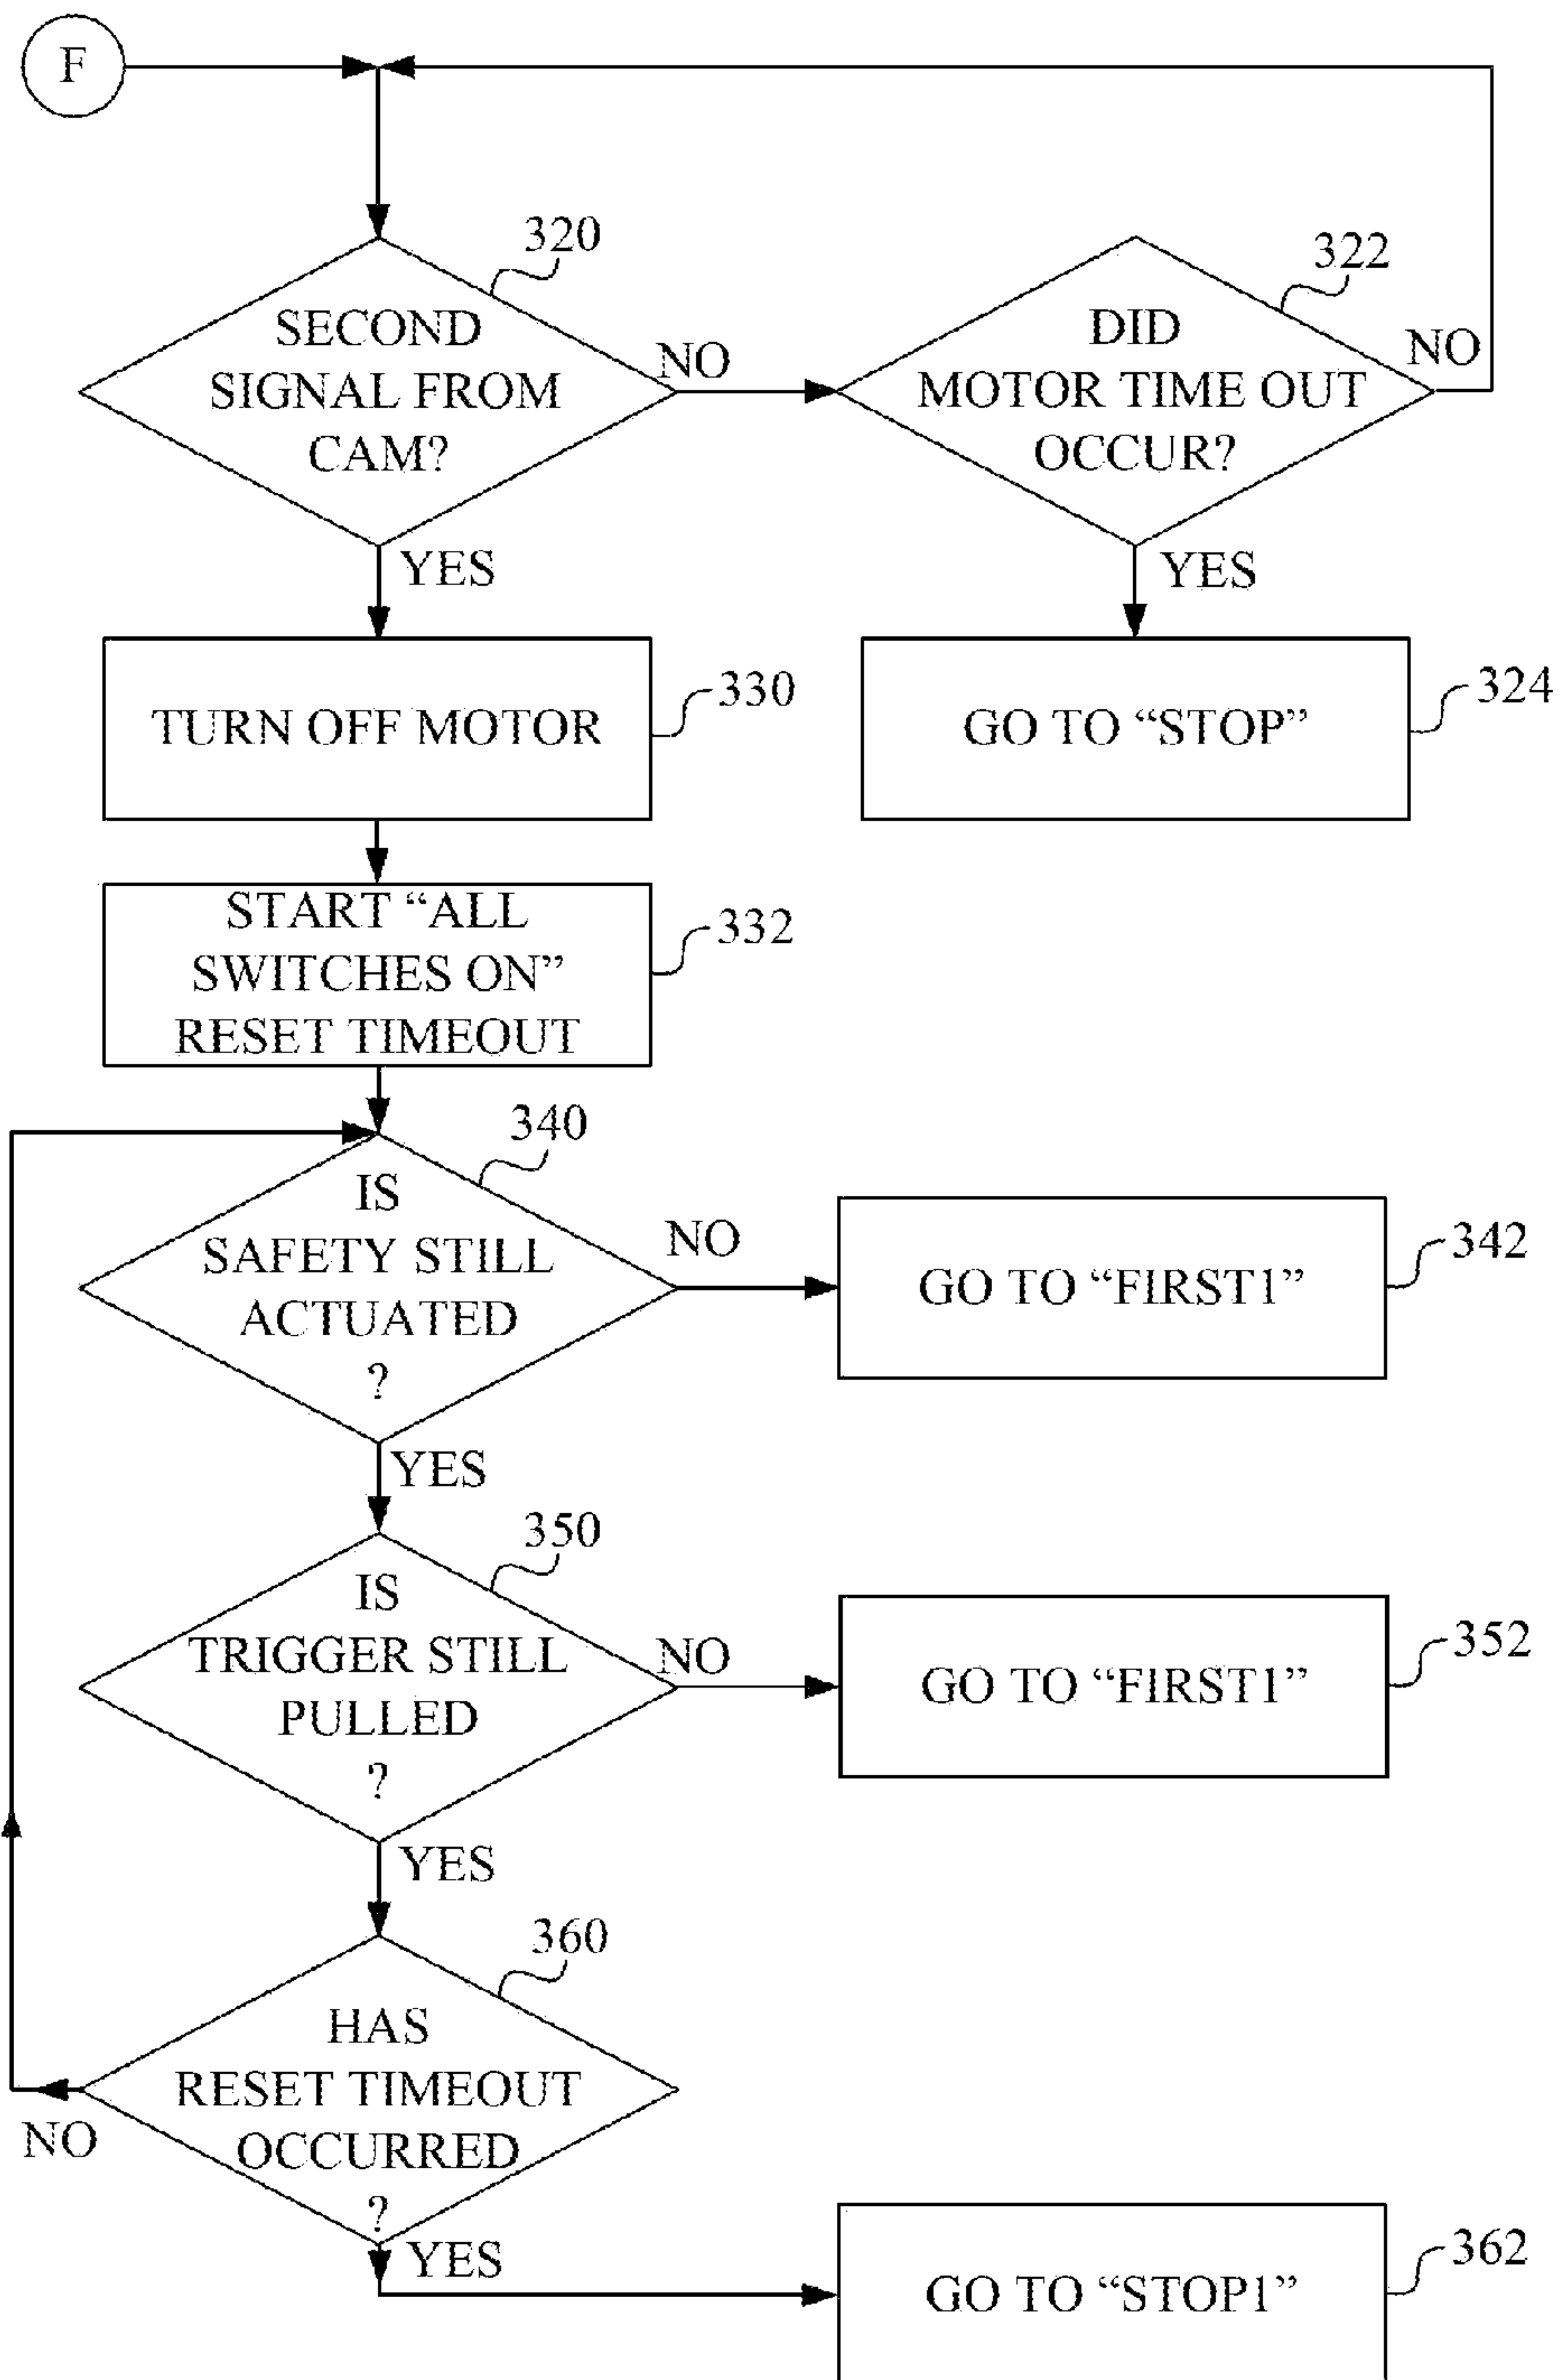 F
320
SECOND
SIGNAL FROM
CAM?
NO
322
DID
MOTOR TIME OUT
OCCUR?
NO
YES
YES
TURN OFF MOTOR
330
GO TO “STOP”
324
START “ALL
SWITCHES ON”
RESET TIMEOUT
332
340
IS
SAFETY STILL
ACTUATED
?
NO
GO TO “FIRST1”
342
YES
350
IS
TRIGGER STILL
PULLED
?
NO
GO TO “FIRST1”
352
YES
360
HAS
RESET TIMEOUT
OCCURRED
?
NO
YES
GO TO “STOP1”
362